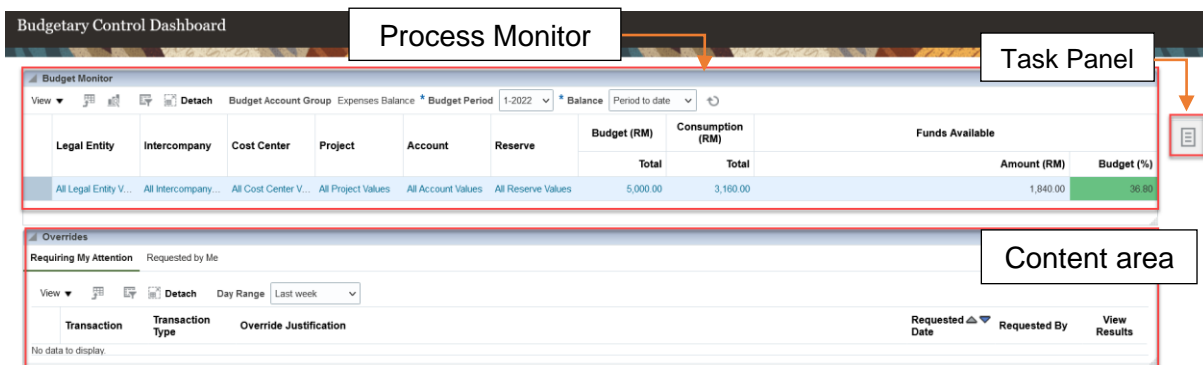 Budgetary Control Dashboard
Process Monitor
Task Panel
Budget Monitor
View Detach Budget Account Group Expenses Balance * Budget Period 1-2022 * Balance Period to date
Legal Entity Intercompany Cost Center Project Account Reserve Budget (RM) Consumption (RM) Funds Available
Total Total Amount (RM) Budget (%)
All Legal Entity V... All Intercompany... All Cost Center V... All Project Values All Account Values All Reserve Values 5,000.00 3,160.00 1,840.00 36.80
Overrides
Content area
Requiring My Attention Requested by Me
View Detach Day Range Last week
Transaction Transaction Type Override Justification Requested Date Requested By View Results
No data to display.